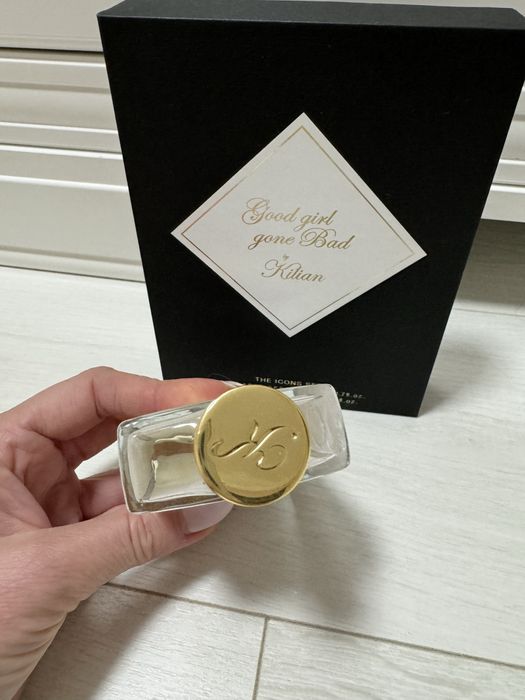 Good girl
gone Bad
by
Kilian
THE ICONS
K